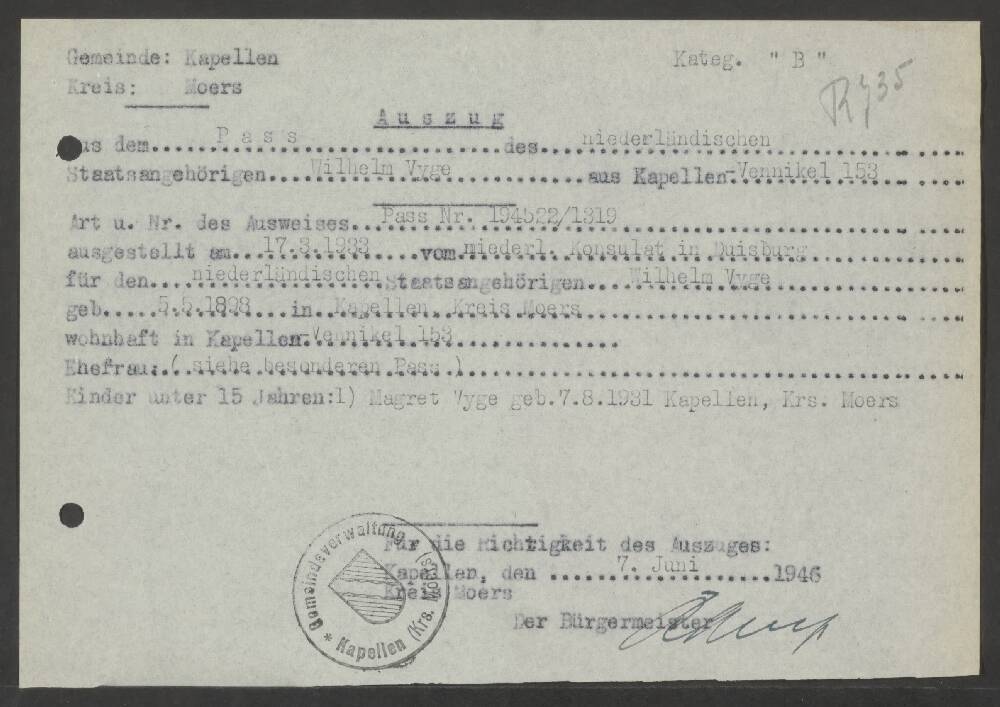 Gemeinde: Kapellen Kateg. "B"
Kreis: Moers
Auszug
aus dem....Pass....des....niederländischen....
Staatsangehörigen....Wilhelm Vyge....aus Kapellen-Vennikel 153....
Art u. Nr. des Ausweises..Pass Nr. 194522/1319....
ausgestellt am...17.3.1933....vom niederl. Konsulat in Duisburg....
für den....niederländischen Staatsangehörigen....Wilhelm Vyge....
geb.....5.5.1898....in..Kapellen, Kreis Moers....
wohnhaft in Kapellen-Vennikel 153....
Ehefrau:.( siehe besonderen Pass )....
Kinder unter 15 Jahren:1) Magret Vyge geb.7.8.1931 Kapellen, Krs. Moers
Für die Richtigkeit des Auszuges:
Kapellen, den ....7. Juni....1946
Kreis Moers
Der Bürgermeister
Gemeindeverwaltung
* Kapellen (Krs. Mörs)